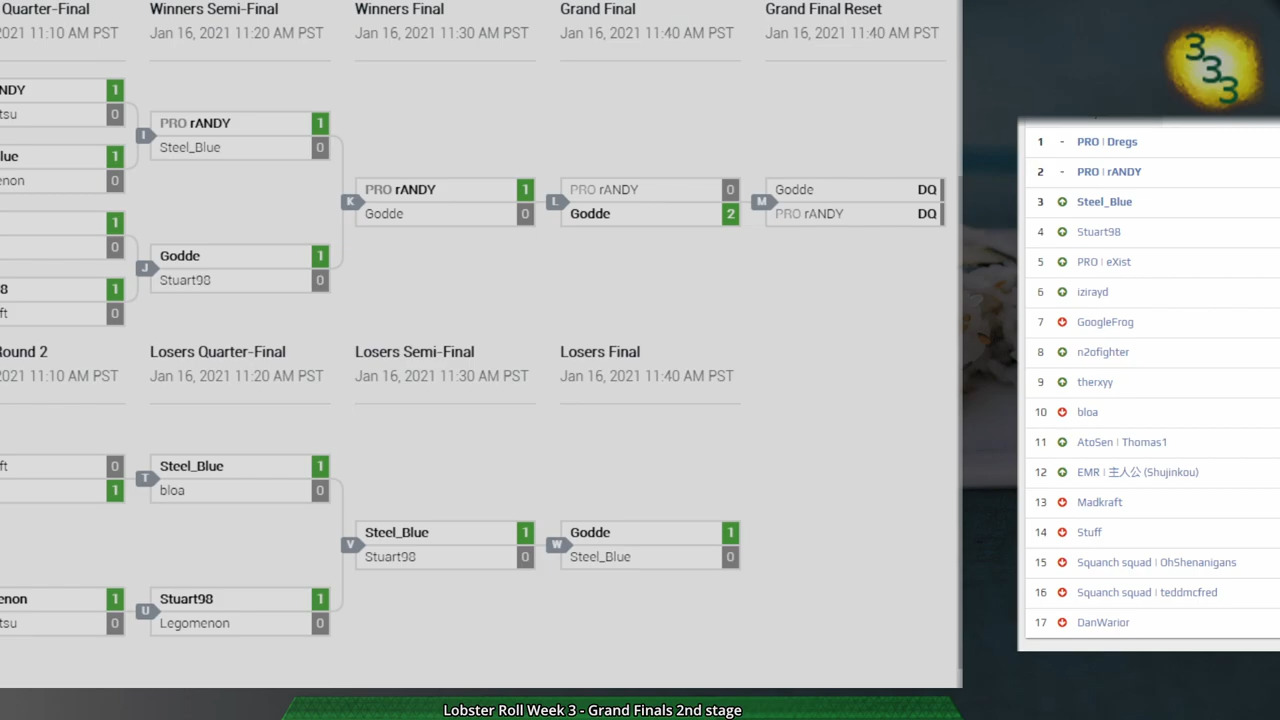 Quarter-Final
Winners Semi-Final
Winners Final
Grand Final
Grand Final Reset
2021 11:10 AM PST
Jan 16, 2021 11:20 AM PST
Jan 16, 2021 11:30 AM PST
Jan 16, 2021 11:40 AM PST
Jan 16, 2021 11:40 AM PST
ANDY 1
tsu 0
lue 1
enon 0
1
0
8 1
ft 0
I
PRO rANDY 1
Steel_Blue 0
J
Godde 1
Stuart98 0
K
PRO rANDY 1
Godde 0
L
PRO rANDY 0
Godde 2
M
Godde DQ
PRO rANDY DQ
Round 2
Losers Quarter-Final
Losers Semi-Final
Losers Final
2021 11:10 AM PST
Jan 16, 2021 11:20 AM PST
Jan 16, 2021 11:30 AM PST
Jan 16, 2021 11:40 AM PST
ft 0
1
enon 1
tsu 0
T
Steel_Blue 1
bloa 0
U
Stuart98 1
Legomenon 0
V
Steel_Blue 1
Stuart98 0
W
Godde 1
Steel_Blue 0
3
3
3
1 - PRO | Dregs
2 - PRO | rANDY
3 Steel_Blue
4 Stuart98
5 PRO | eXist
6 izirayd
7 GoogleFrog
8 n2ofighter
9 therxyy
10 bloa
11 AtoSen | Thomas1
12 EMR | 主人公 (Shujinkou)
13 Madkraft
14 Stuff
15 Squanch squad | OhShenanigans
16 Squanch squad | teddmcfred
17 DanWarior
Lobster Roll Week 3 - Grand Finals 2nd stage